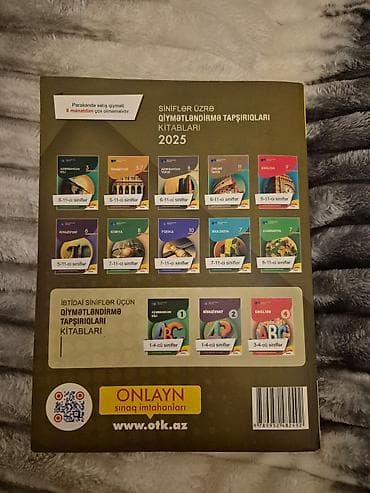 Pərakəndə satış qiyməti
8 manatdan çox olmamalıdır
SİNİFLƏR ÜZRƏ
QİYMƏTLƏNDİRMƏ TAPŞIRIQLARI
KİTABLARI
2025
5-11-ci siniflər
5-11-ci siniflər
6-11-ci siniflər
6-11-ci siniflər
5-11-ci siniflər
5-11-ci siniflər
7-11-ci siniflər
7-11-ci siniflər
7-11-ci siniflər
6-11-ci siniflər
İBTİDAİ SİNİFLƏR ÜÇÜN
QİYMƏTLƏNDİRMƏ
TAPŞIRIQLARI
KİTABLARI
1-4-cü siniflər
1-4-cü siniflər
3-4-cü siniflər
ONLAYN
sınaq imtahanları
www.otk.az
9 789952 482492